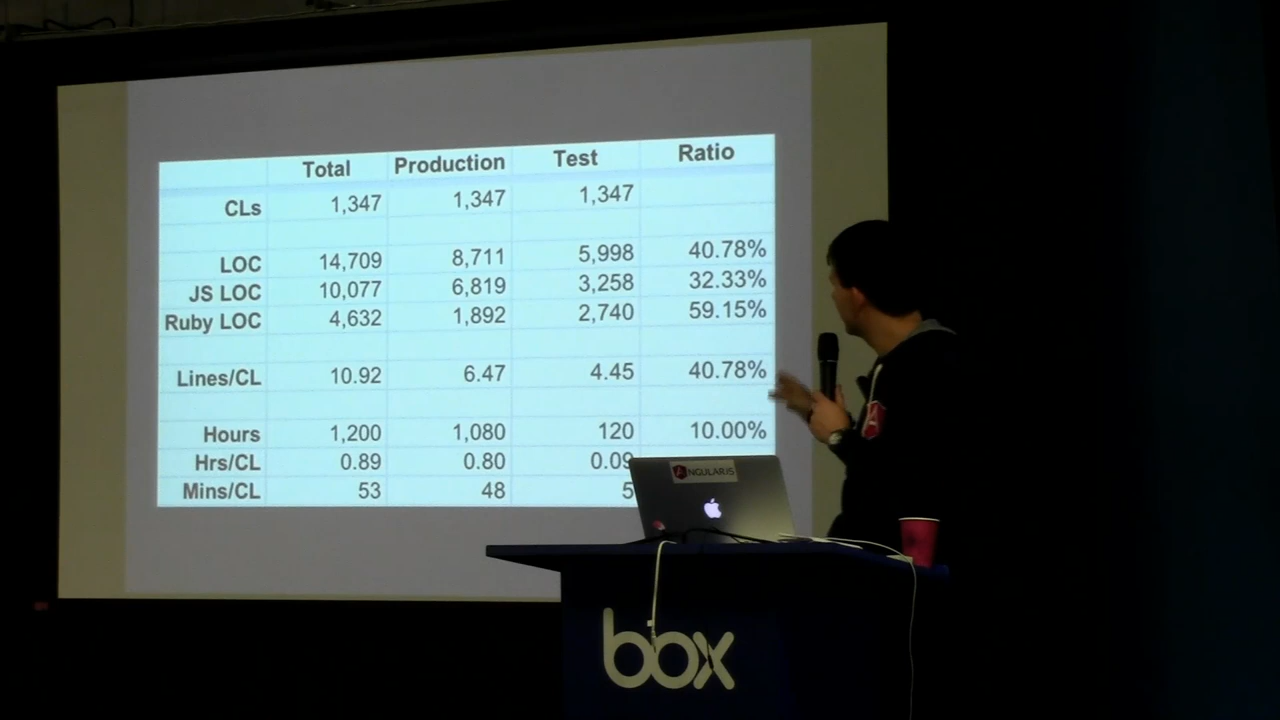 Total Production Test Ratio
CLs 1,347 1,347 1,347
LOC 14,709 8,711 5,998 40.78%
JS LOC 10,077 6,819 3,258 32.33%
Ruby LOC 4,632 1,892 2,740 59.15%
Lines/CL 10.92 6.47 4.45 40.78%
Hours 1,200 1,080 120 10.00%
Hrs/CL 0.89 0.80 0.09
Mins/CL 53 48 5
ANGULARJS
A
box